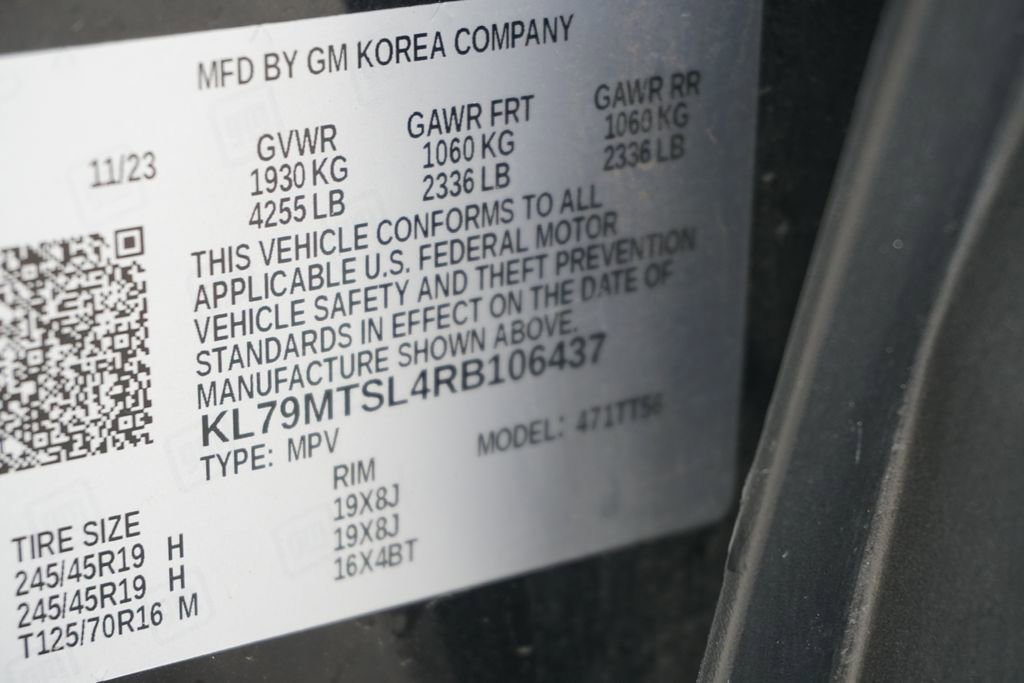 MFD BY GM KOREA COMPANY
11/23
GVWR
1930 KG
4255 LB
GAWR FRT
1060 KG
2336 LB
GAWR RR
1060 KG
2336 LB
THIS VEHICLE CONFORMS TO ALL
APPLICABLE U.S. FEDERAL MOTOR
VEHICLE SAFETY AND THEFT PREVENTION
STANDARDS IN EFFECT ON THE DATE OF
MANUFACTURE SHOWN ABOVE.
KL79MTSL4RB106437
TYPE: MPV MODEL: 471TT56
TIRE SIZE RIM
245/45R19 H 19X8J
245/45R19 H 19X8J
T125/70R16 M 16X4BT